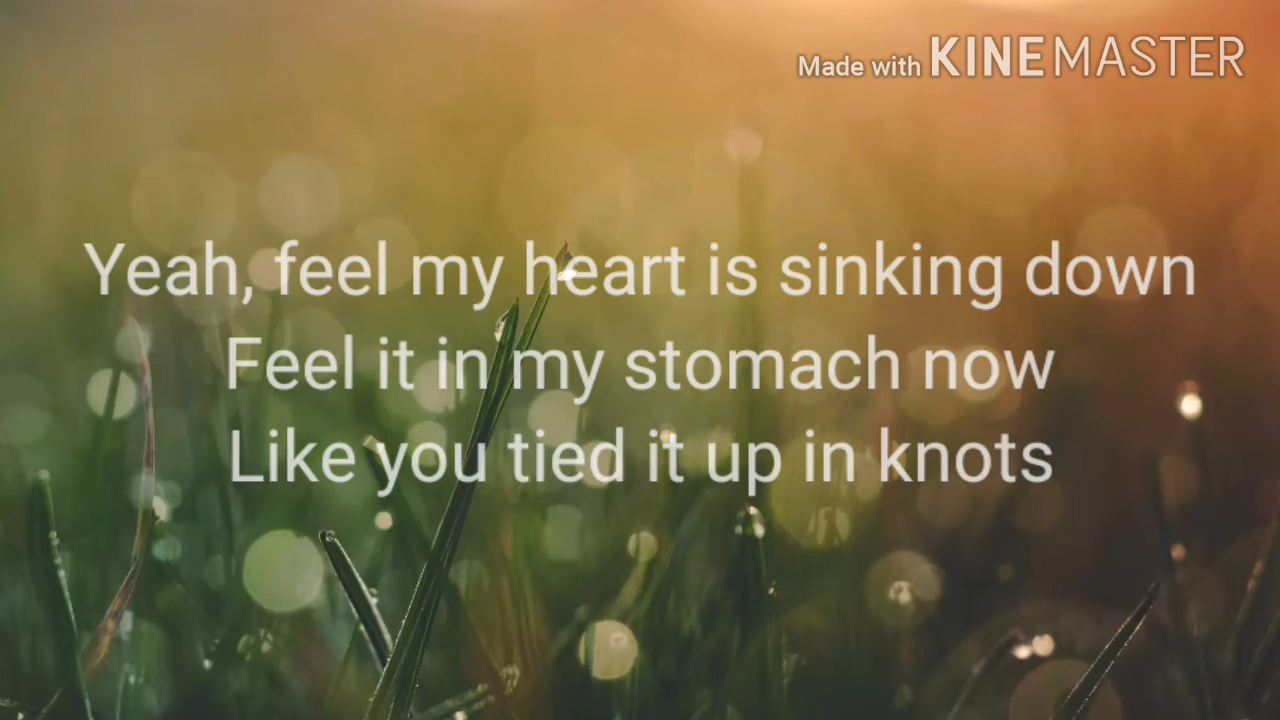 Made with KINEMASTER
Yeah, feel my heart is sinking down
Feel it in my stomach now
Like you tied it up in knots